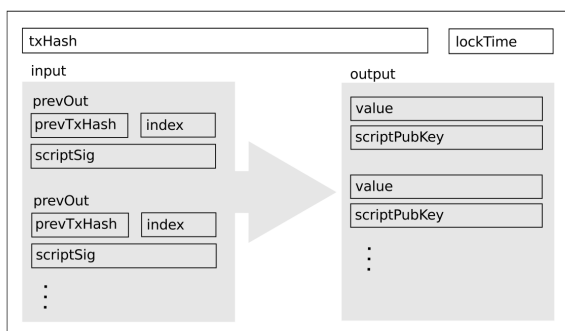 txHash
lockTime
input
prevOut
prevTxHash index
scriptSig
prevOut
prevTxHash index
scriptSig
output
value
scriptPubKey
value
scriptPubKey